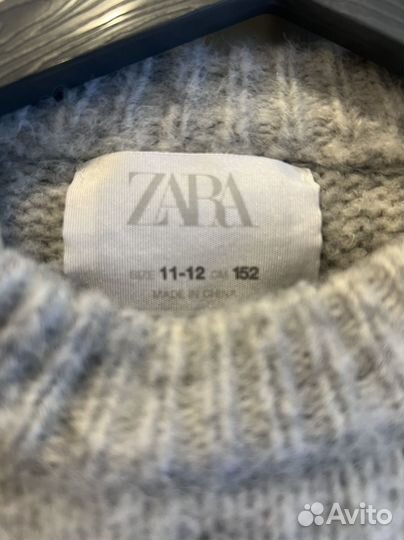 ZARA
SIZE 11-12 CM 152
MADE IN CHINA
Avito